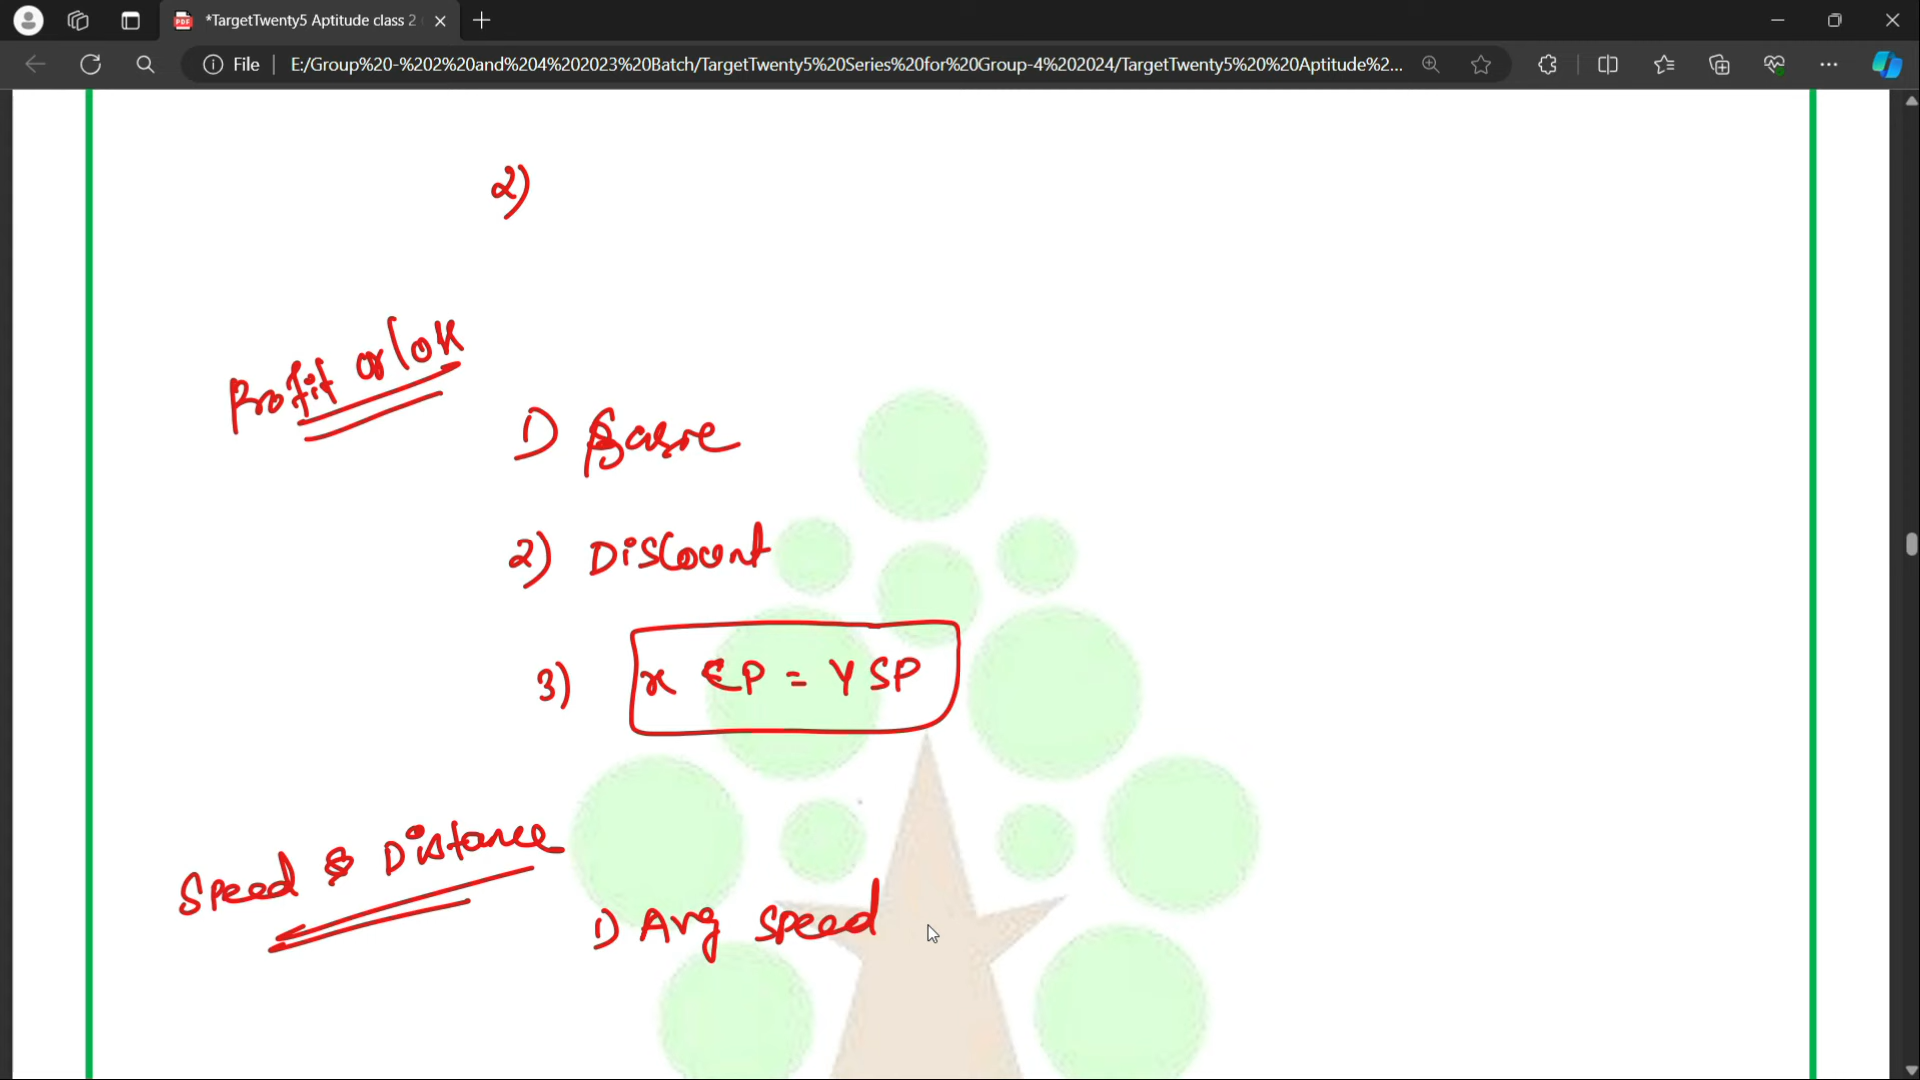 *TargetTwenty5 Aptitude class 2
File
E:/Group%20-%202%20and%204%202023%20Batch/TargetTwenty5%20Series%20for%20Group-4%202024/TargetTwenty5%20%20Aptitude%2...
2)
Profit or loss
1) Basic
2) Discount
3) x CP = Y SP
Speed & Distance
1) Avg Speed